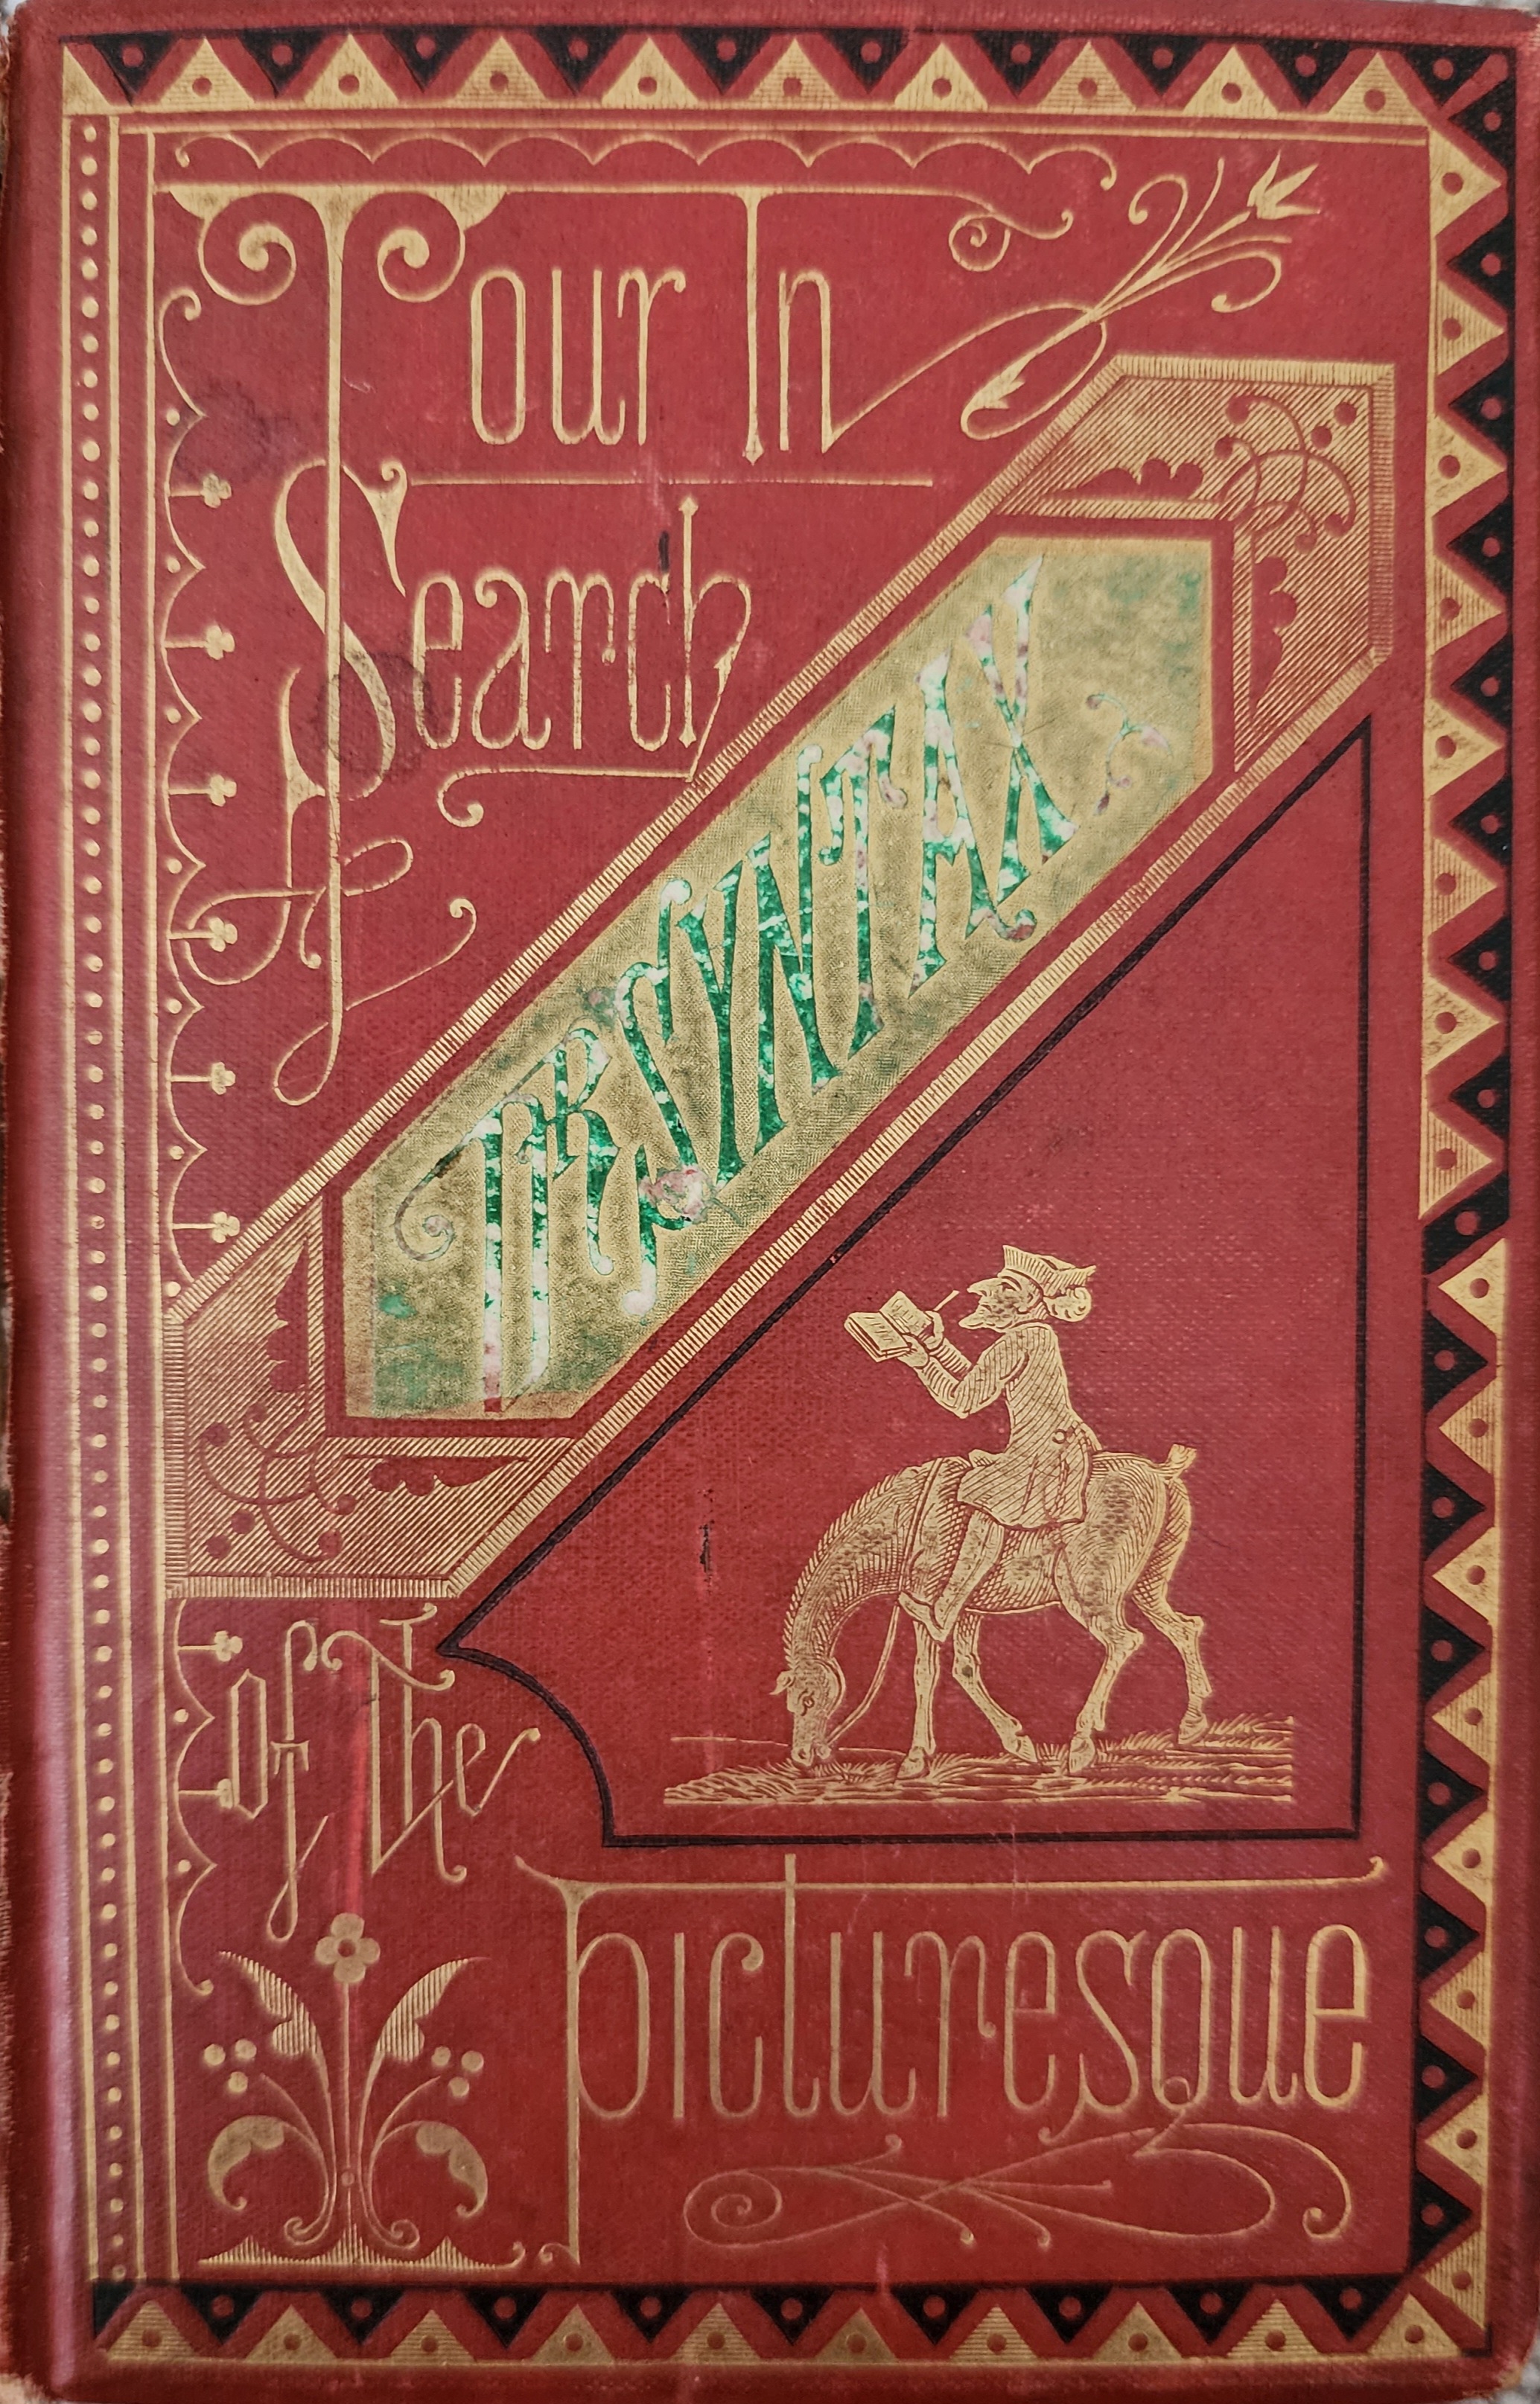 Tour In
Search
DR SYNTAX
of The
picturesque